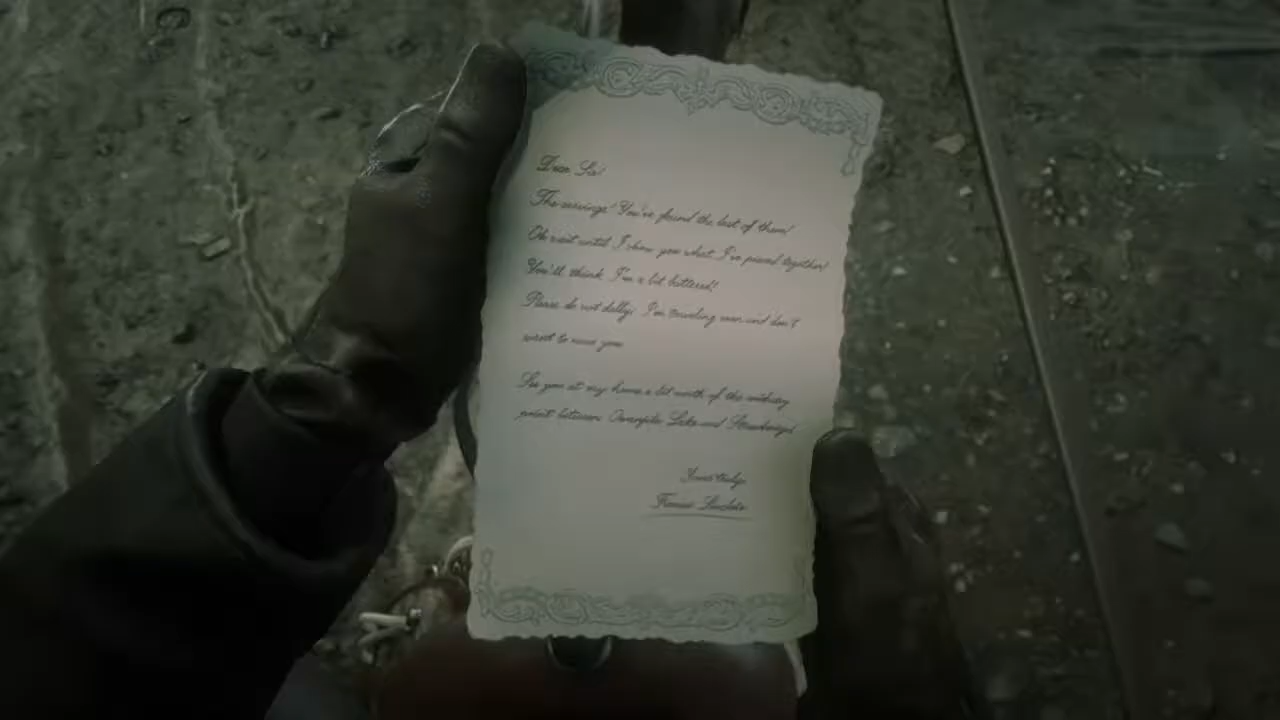 Dear Sir!
The carvings! You've found the last of them!
Oh wait until I show you what I've pieced together!
You'll think I'm a bit buttered!
Please do not dally; I'm traveling soon and don't
want to miss you.
See you at my home a bit north of the midway
point between Owanjila Lake and Strawberry!
Yours truly,
Francis Sinclair